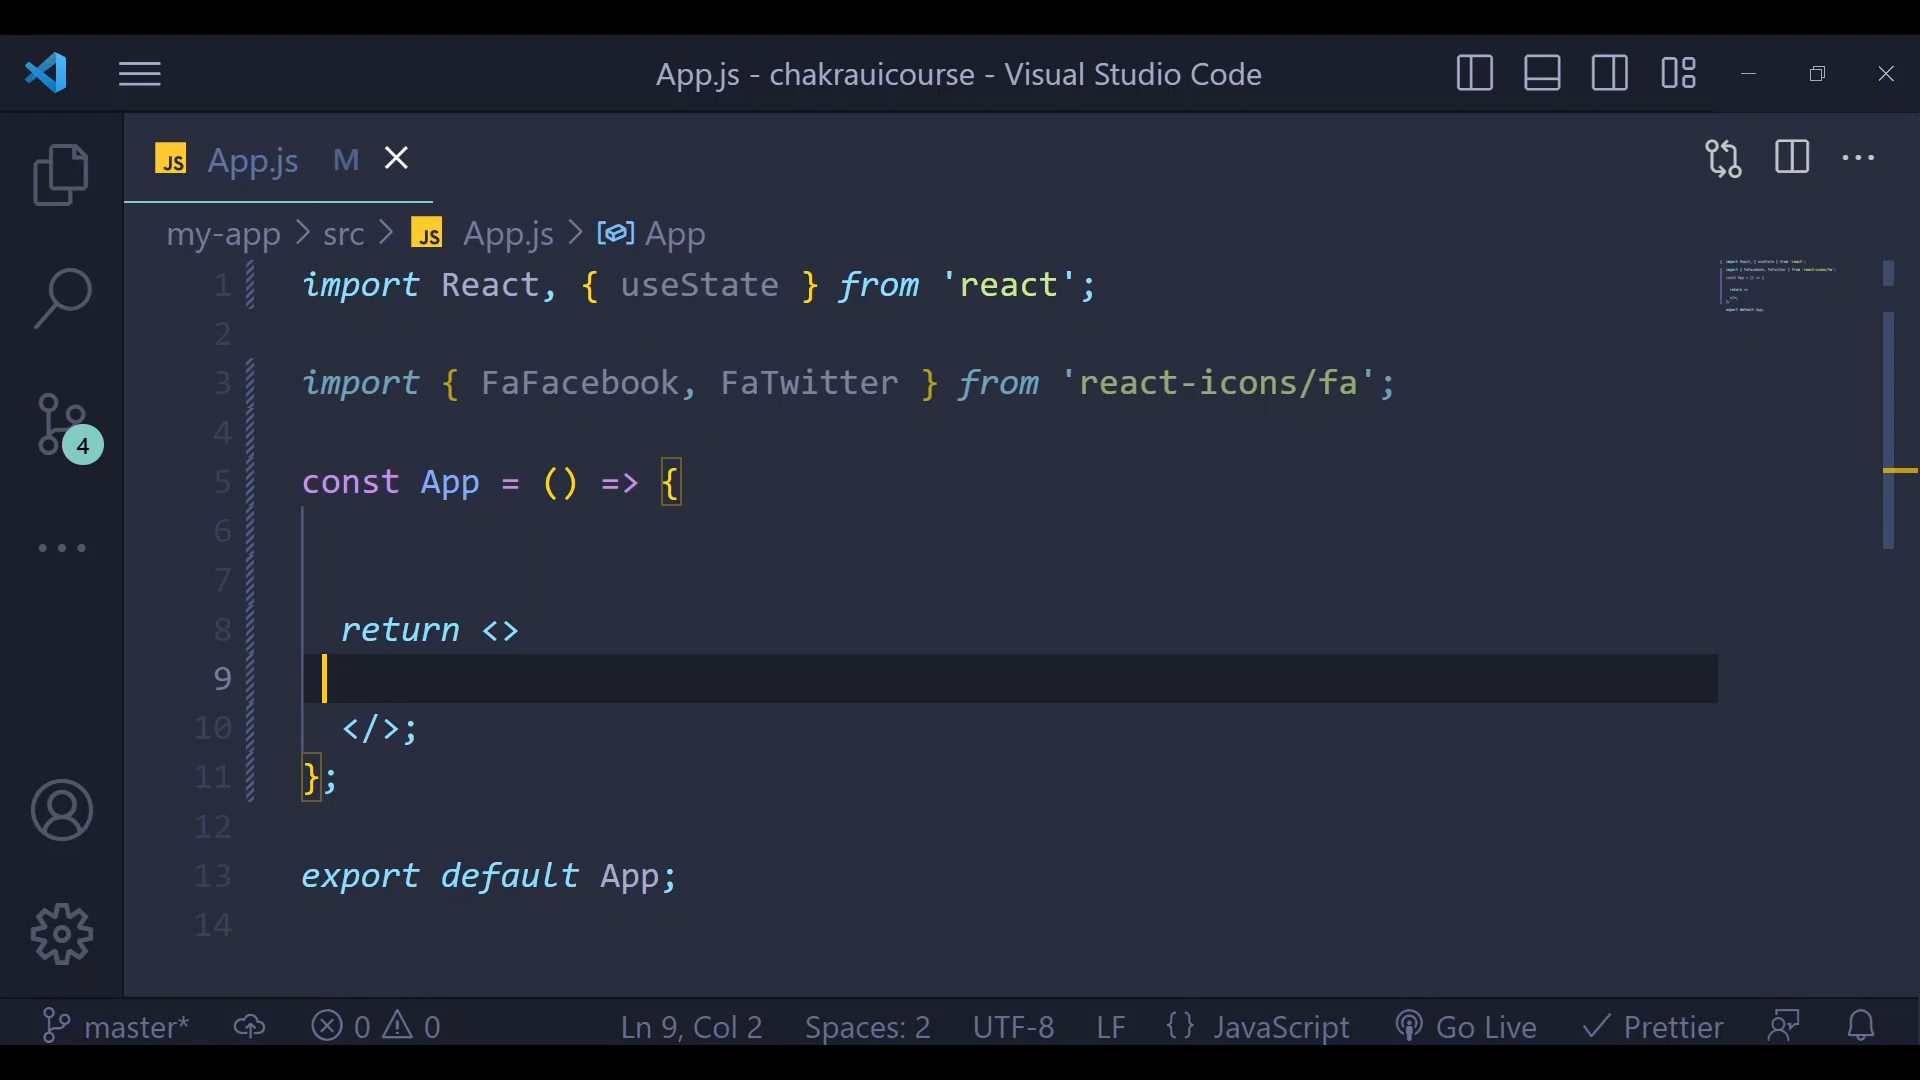 App.js - chakrauicourse - Visual Studio Code
JS App.js M
my-app > src > JS App.js > App
1 import React, { useState } from 'react';
2
3 import { FaFacebook, FaTwitter } from 'react-icons/fa';
4
5 const App = () => {
6
7
8 return <>
9
10 </>;
11 };
12
13 export default App;
14
4
master* 0 0 Ln 9, Col 2 Spaces: 2 UTF-8 LF {} JavaScript Go Live Prettier